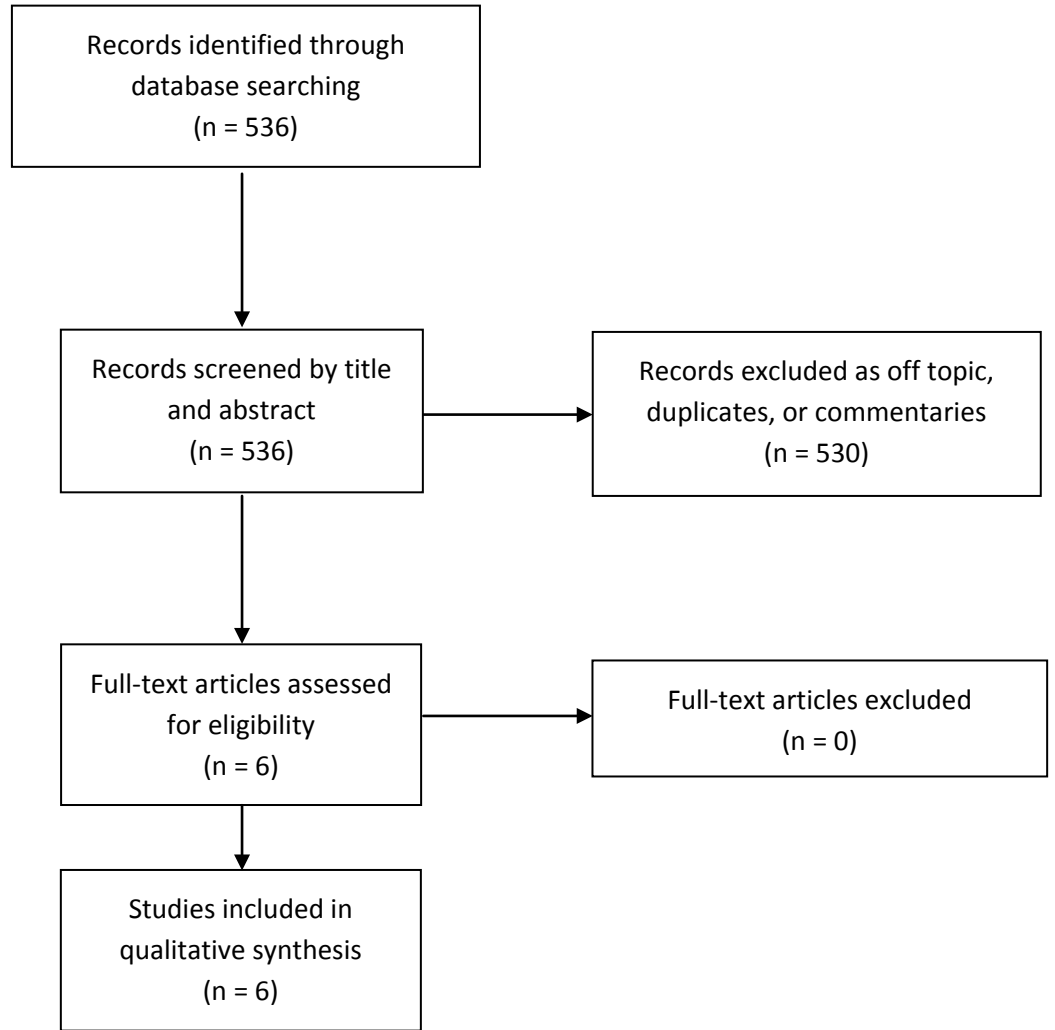 Records identified through
database searching
(n = 536)
Records screened by title
and abstract
(n = 536)
Records excluded as off topic,
duplicates, or commentaries
(n = 530)
Full-text articles assessed
for eligibility
(n = 6)
Full-text articles excluded
(n = 0)
Studies included in
qualitative synthesis
(n = 6)